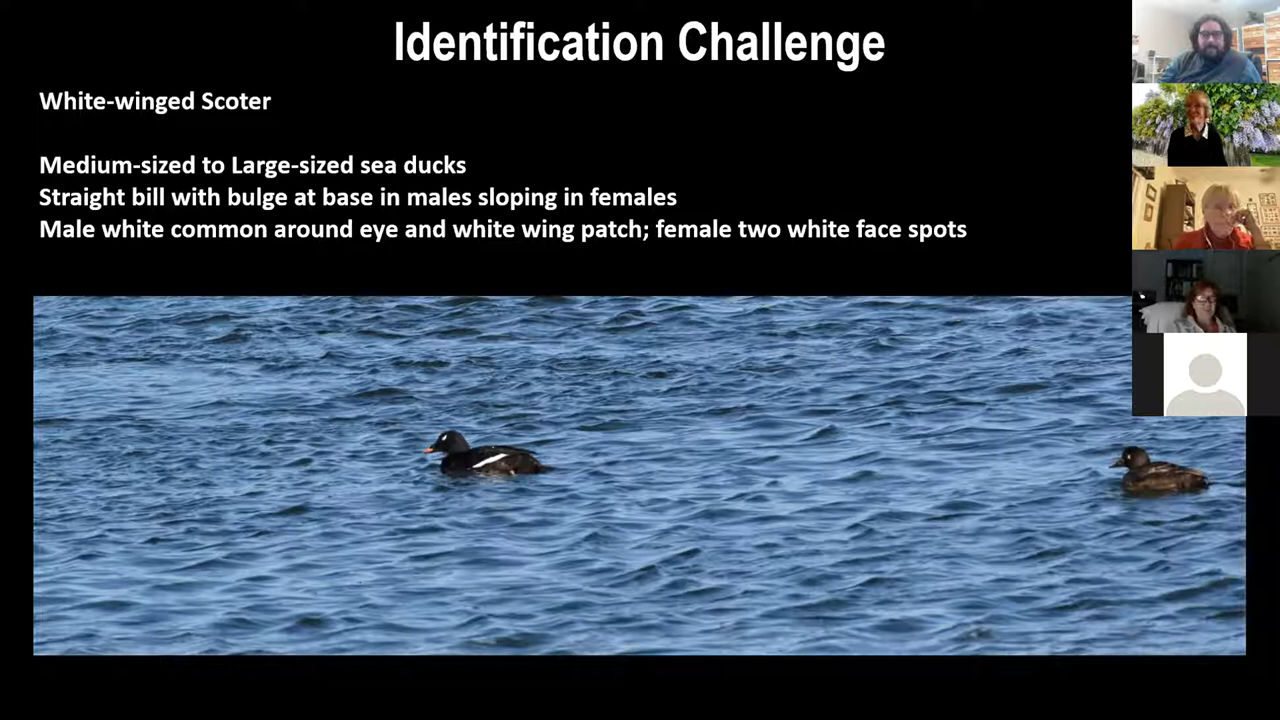 Identification Challenge
White-winged Scoter
Medium-sized to Large-sized sea ducks
Straight bill with bulge at base in males sloping in females
Male white common around eye and white wing patch; female two white face spots